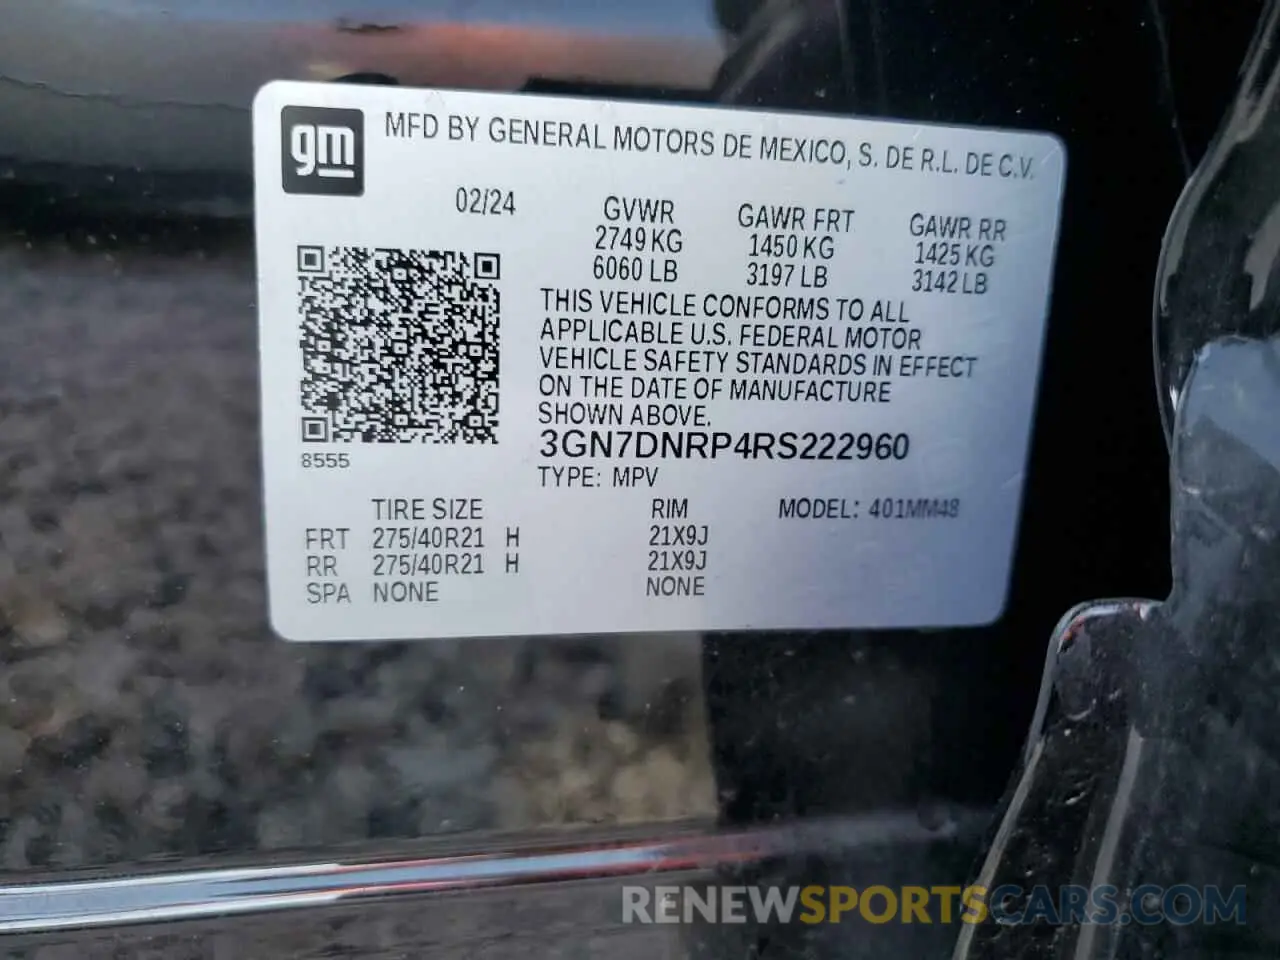 gm MFD BY GENERAL MOTORS DE MEXICO, S. DE R.L. DE C.V.
02/24 GVWR GAWR FRT GAWR RR
2749 KG 1450 KG 1425 KG
6060 LB 3197 LB 3142 LB
THIS VEHICLE CONFORMS TO ALL
APPLICABLE U.S. FEDERAL MOTOR
VEHICLE SAFETY STANDARDS IN EFFECT
ON THE DATE OF MANUFACTURE
SHOWN ABOVE.
3GN7DNRP4RS222960
8555
TYPE: MPV
TIRE SIZE RIM MODEL: 401MM48
FRT 275/40R21 H 21X9J
RR 275/40R21 H 21X9J
SPA NONE NONE
RENEWSPORTSCARS.COM